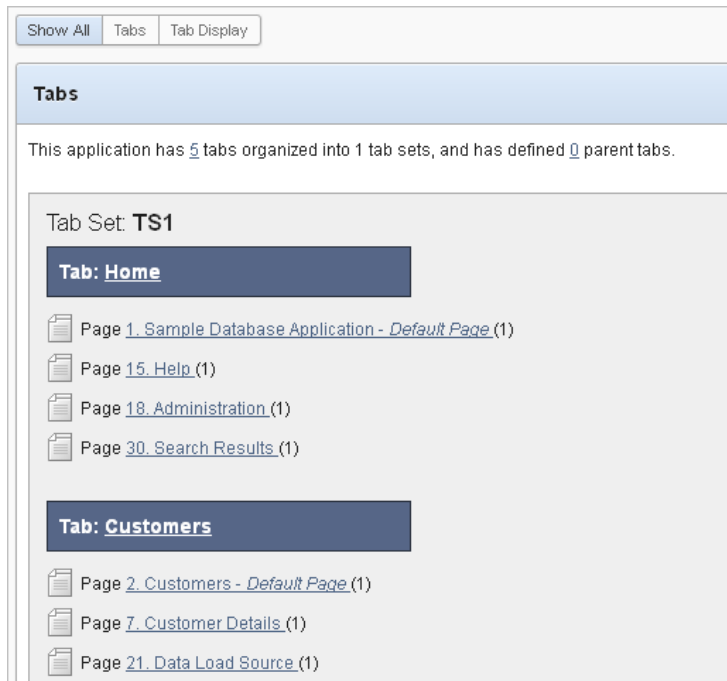 Show All Tabs Tab Display
Tabs
This application has 5 tabs organized into 1 tab sets, and has defined 0 parent tabs.
Tab Set: TS1
Tab: Home
Page 1. Sample Database Application - Default Page (1)
Page 15. Help (1)
Page 18. Administration (1)
Page 30. Search Results (1)
Tab: Customers
Page 2. Customers - Default Page (1)
Page 7. Customer Details (1)
Page 21. Data Load Source (1)